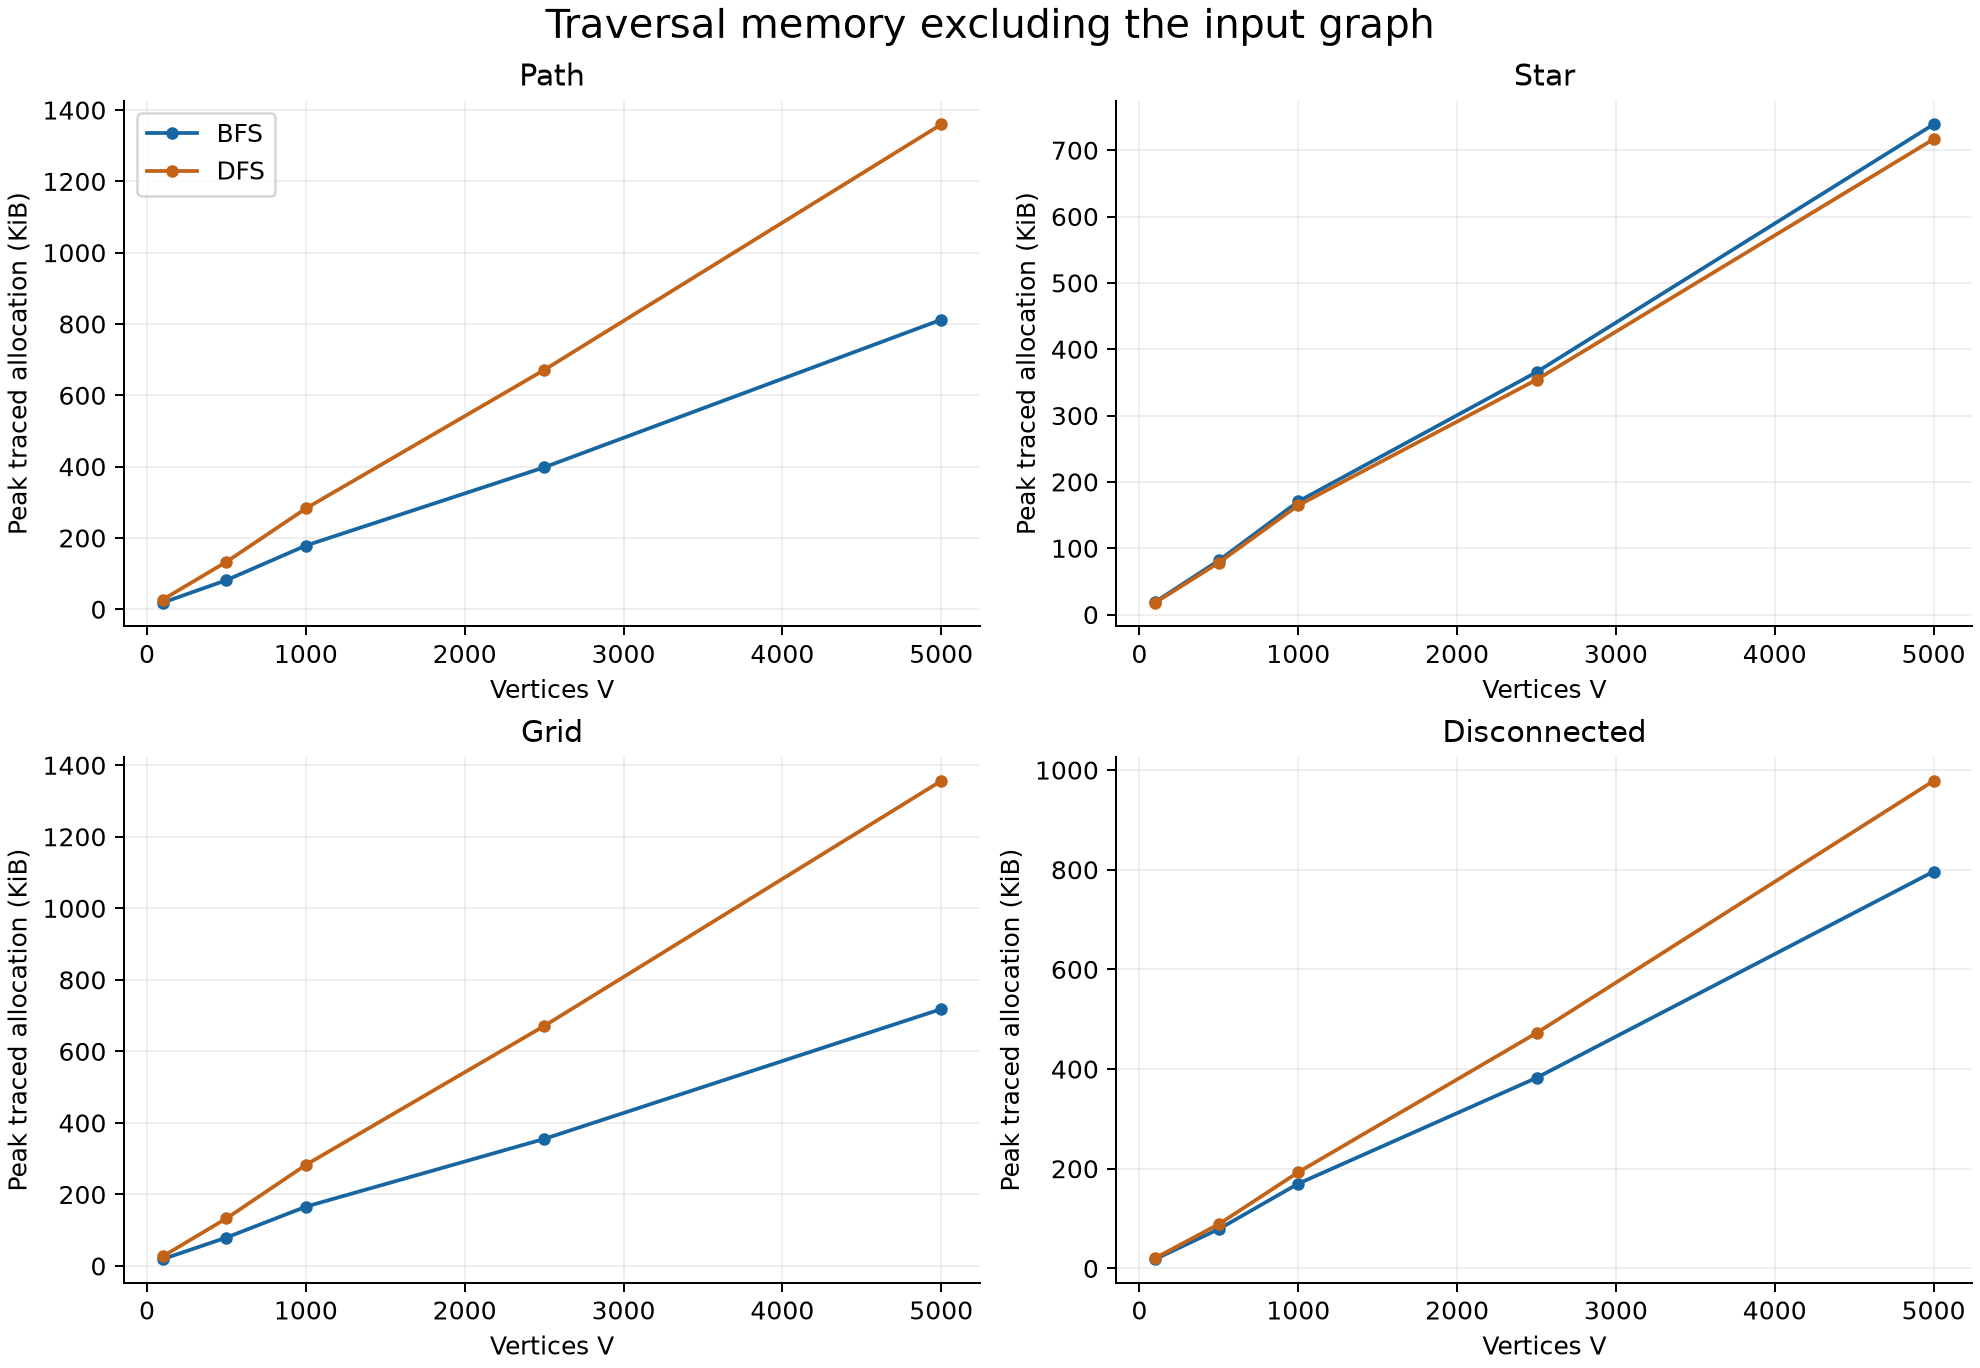 Traversal memory excluding the input graph
Path
Peak traced allocation (KiB)
1400
1200
1000
800
600
400
200
0
BFS
DFS
0 1000 2000 3000 4000 5000
Vertices V
Star
Peak traced allocation (KiB)
700
600
500
400
300
200
100
0
0 1000 2000 3000 4000 5000
Vertices V
Grid
Peak traced allocation (KiB)
1400
1200
1000
800
600
400
200
0
0 1000 2000 3000 4000 5000
Vertices V
Disconnected
Peak traced allocation (KiB)
1000
800
600
400
200
0
0 1000 2000 3000 4000 5000
Vertices V